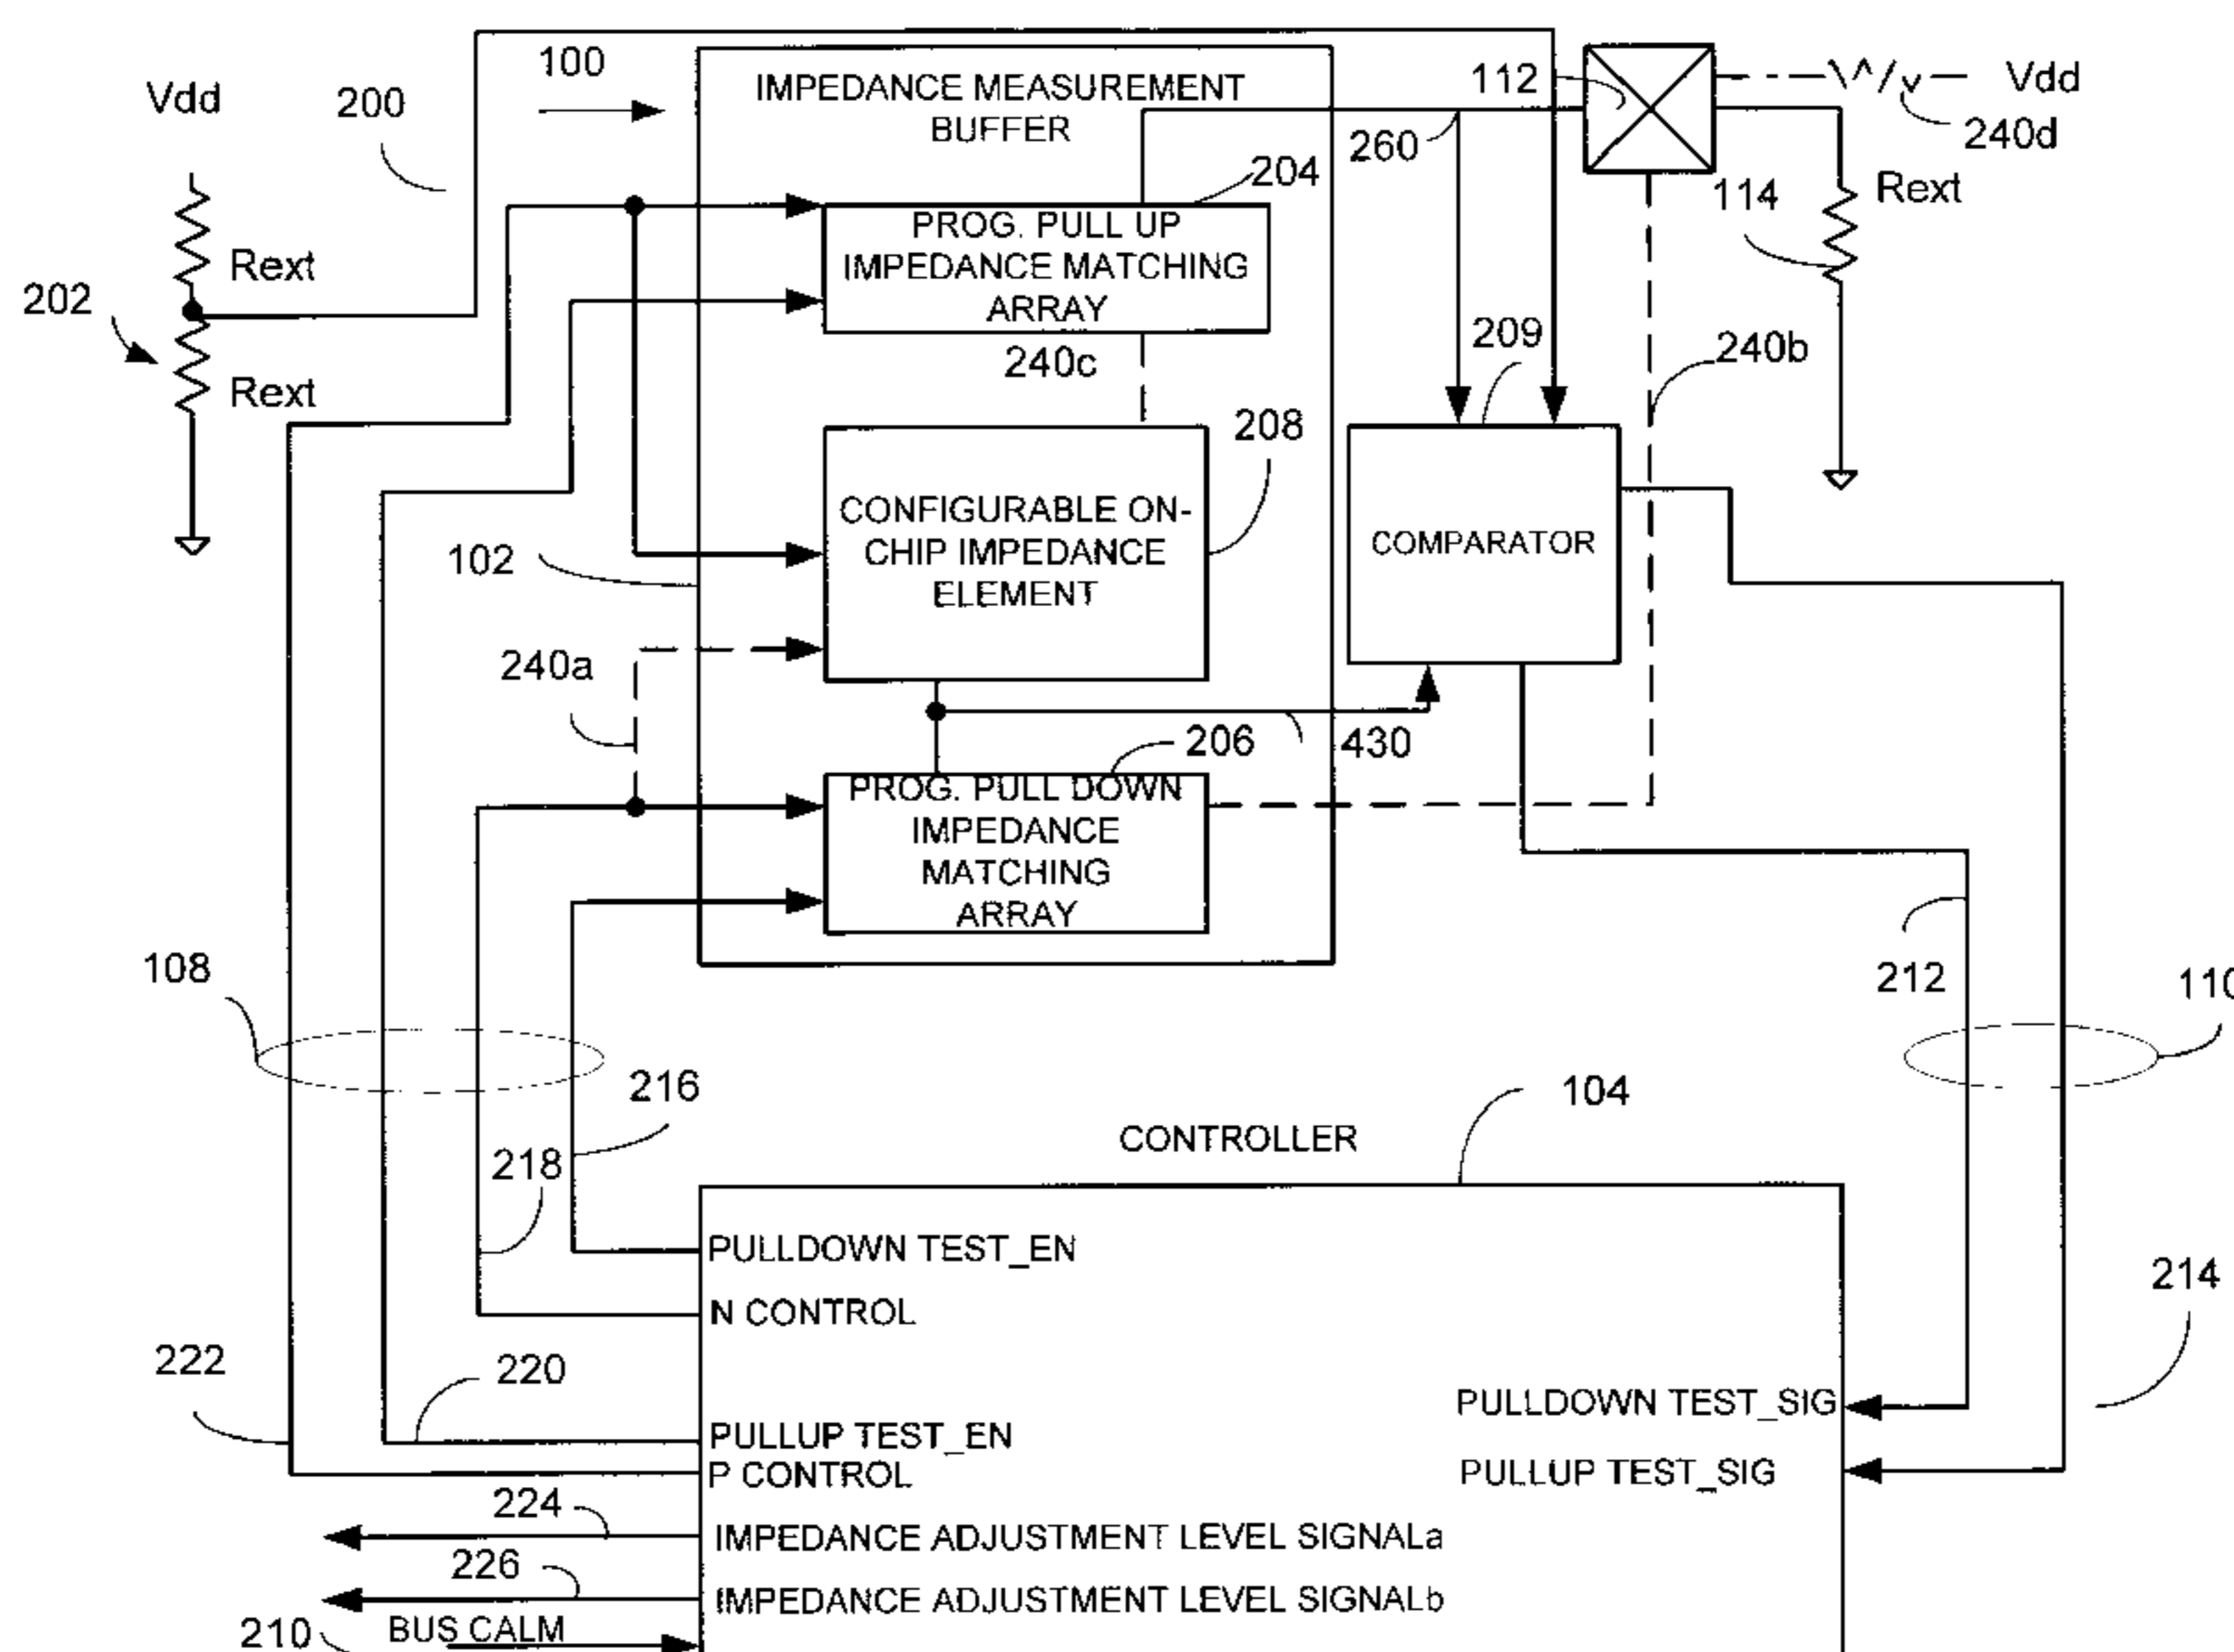 100
IMPEDANCE MEASUREMENT
BUFFER
112
Vdd
240d
Vdd
200
260
204
114
Rext
PROG. PULL UP
IMPEDANCE MATCHING
ARRAY
Rext
202
Rext
240c
209
240b
208
CONFIGURABLE ON-
CHIP IMPEDANCE
ELEMENT
COMPARATOR
102
240a
206
430
PROG. PULL DOWN
IMPEDANCE
MATCHING
ARRAY
108
212
110
216
104
CONTROLLER
218
PULLDOWN TEST_EN
N CONTROL
214
222
220
PULLDOWN TEST_SIG
PULLUP TEST_EN
P CONTROL
PULLUP TEST_SIG
224
IMPEDANCE ADJUSTMENT LEVEL SIGNALa
226
IMPEDANCE ADJUSTMENT LEVEL SIGNALb
210
BUS CALM